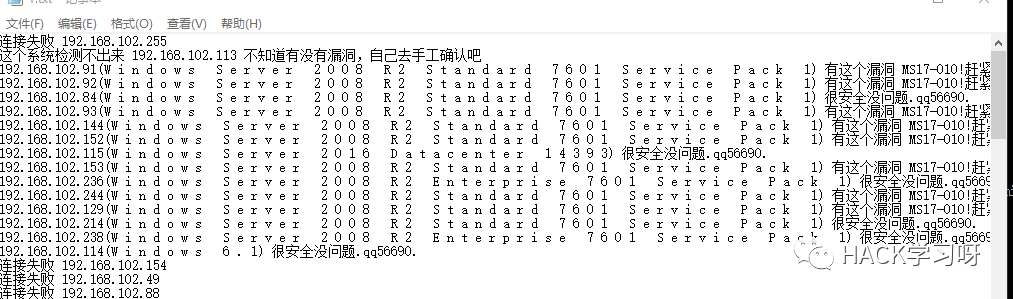 文件(F) 编辑(E) 格式(O) 查看(V) 帮助(H)
连接失败 192.168.102.255
这个系统检测不出来 192.168.102.113 不知道有没有漏洞，自己去手工确认吧
192.168.102.91(Windows Server 2008 R2 Standard 7601 Service Pack 1) 有这个漏洞 MS17-010!赶紧
192.168.102.92(Windows Server 2008 R2 Standard 7601 Service Pack 1) 有这个漏洞 MS17-010!赶紧
192.168.102.84(Windows Server 2008 R2 Standard 7601 Service Pack 1) 很安全没问题.qq56690.
192.168.102.93(Windows Server 2008 R2 Standard 7601 Service Pack 1) 有这个漏洞 MS17-010!赶紧
192.168.102.144(Windows Server 2008 R2 Standard 7601 Service Pack 1) 有这个漏洞 MS17-010!
192.168.102.152(Windows Server 2008 R2 Standard 7601 Service Pack 1) 有这个漏洞 MS17-010!
192.168.102.115(Windows Server 2016 Datacenter 14393) 很安全没问题.qq56690.
192.168.102.153(Windows Server 2008 R2 Standard 7601 Service Pack 1) 有这个漏洞 MS17-010!
192.168.102.236(Windows Server 2008 R2 Enterprise 7601 Service Pack 1) 很安全没问题.qq5669
192.168.102.244(Windows Server 2008 R2 Standard 7601 Service Pack 1) 有这个漏洞 MS17-010!
192.168.102.129(Windows Server 2008 R2 Standard 7601 Service Pack 1) 有这个漏洞 MS17-010!
192.168.102.214(Windows Server 2008 R2 Standard 7601 Service Pack 1) 很安全没问题.qq56690.
192.168.102.238(Windows Server 2008 R2 Enterprise 7601 Service Pack 1) 很安全没问题.qq5669
192.168.102.114(Windows 6.1) 很安全没问题.qq56690.
连接失败 192.168.102.154
连接失败 192.168.102.49
连接失败 192.168.102.88
HACK学习呀